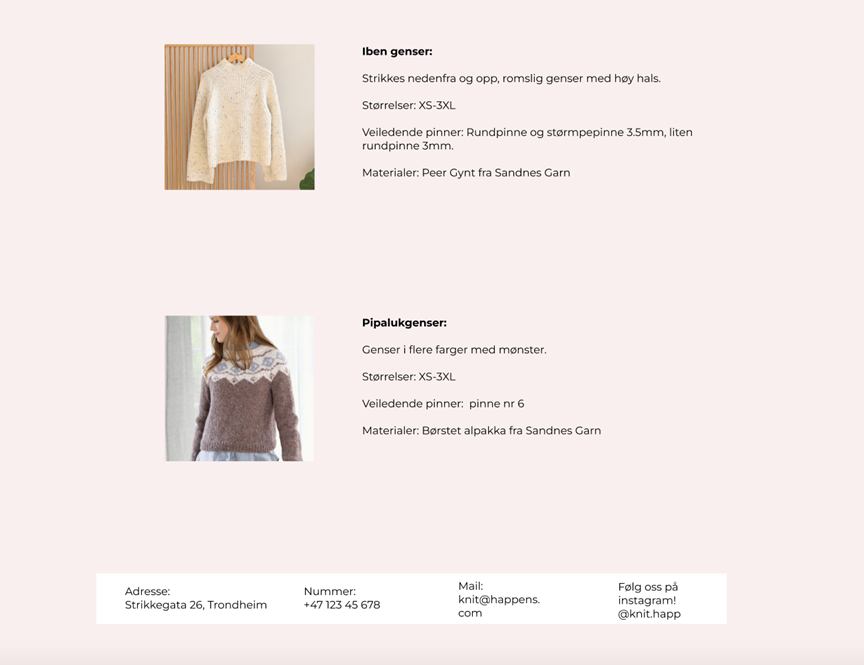 Iben genser:
Strikkes nedenfra og opp, romslig genser med høy hals.
Størrelser: XS-3XL
Veiledende pinner: Rundpinne og størmpepinne 3.5mm, liten
rundpinne 3mm.
Materialer: Peer Gynt fra Sandnes Garn
Pipalukgenser:
Genser i flere farger med mønster.
Størrelser: XS-3XL
Veiledende pinner:  pinne nr 6
Materialer: Børstet alpakka fra Sandnes Garn
Adresse:
Strikkegata 26, Trondheim
Nummer:
+47 123 45 678
Mail:
knit@happens.
com
Følg oss på
instagram!
@knit.happ